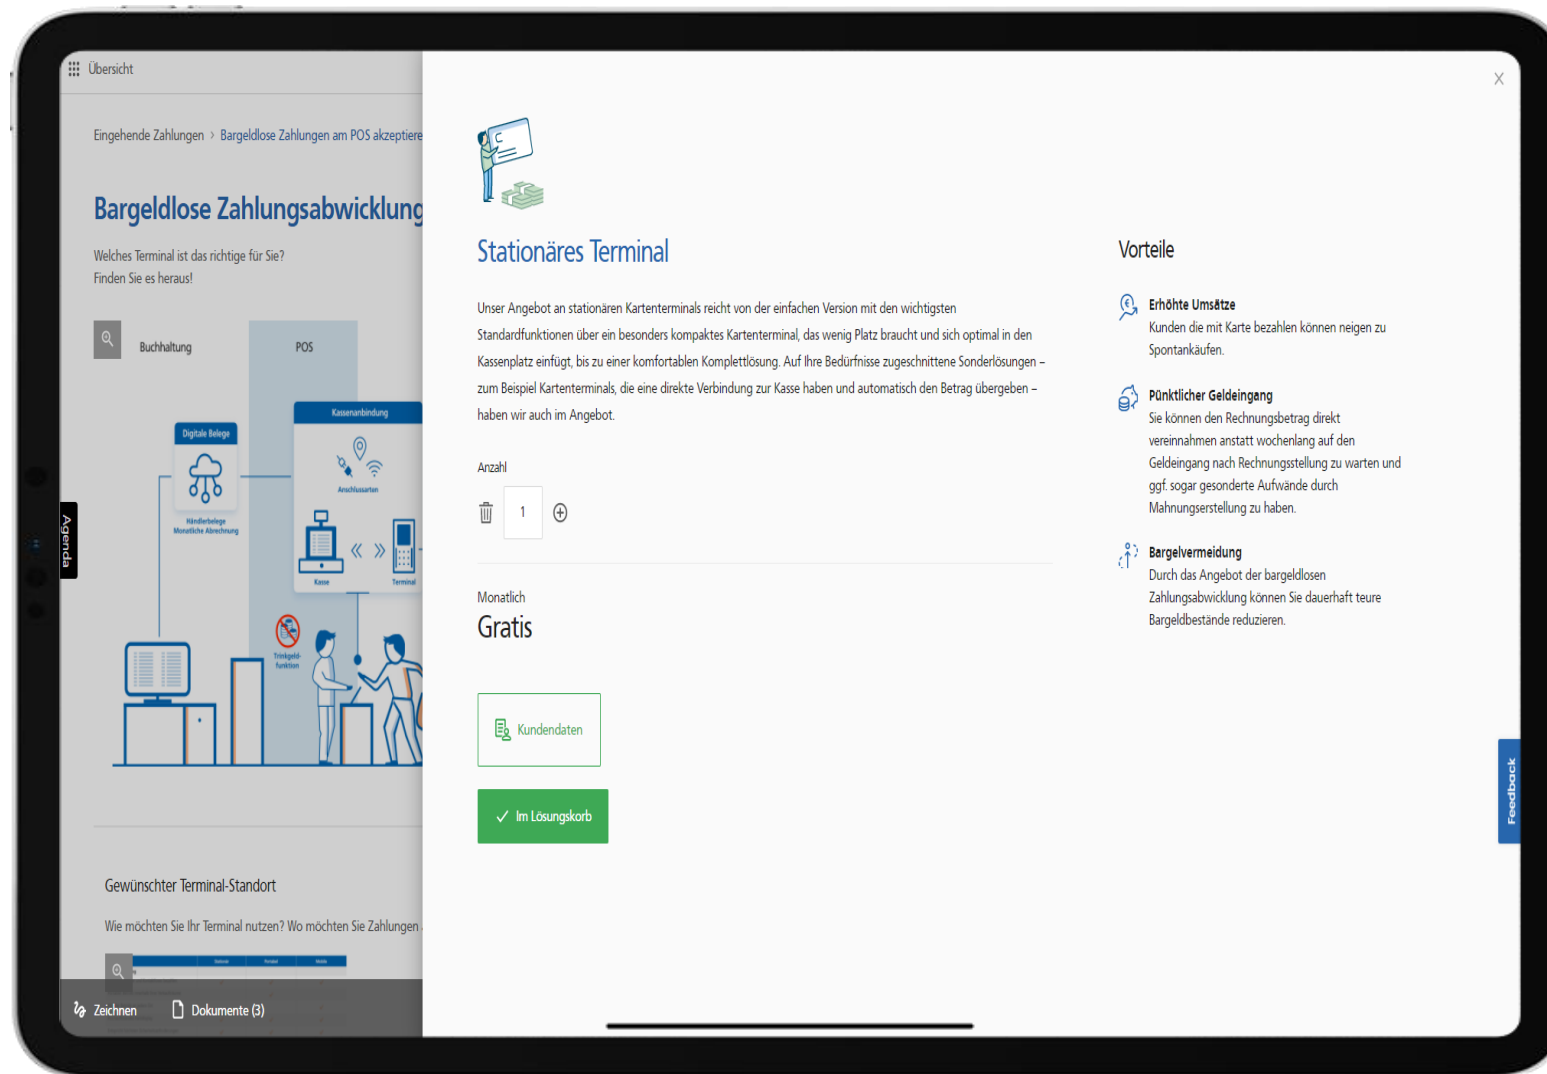 Übersicht
Eingehende Zahlungen > Bargeldlose Zahlungen am POS akzeptiere
Bargeldlose Zahlungsabwicklung
Welches Terminal ist das richtige für Sie?
Finden Sie es heraus!
Buchhaltung
POS
Kassenanbindung
Digitale Belege
Anschlussarten
Händlerbelege
Monatliche Abrechnung
Kasse
Terminal
Trinkgeld-
funktion
Agenda
Gewünschter Terminal-Standort
Wie möchten Sie Ihr Terminal nutzen? Wo möchten Sie Zahlungen
Zeichnen
Dokumente (3)
X
Stationäres Terminal
Unser Angebot an stationären Kartenterminals reicht von der einfachen Version mit den wichtigsten
Standardfunktionen über ein besonders kompaktes Kartenterminal, das wenig Platz braucht und sich optimal in den
Kassenplatz einfügt, bis zu einer komfortablen Komplettlösung. Auf Ihre Bedürfnisse zugeschnittene Sonderlösungen –
zum Beispiel Kartenterminals, die eine direkte Verbindung zur Kasse haben und automatisch den Betrag übergeben –
haben wir auch im Angebot.
Anzahl
1
Monatlich
Gratis
Kundendaten
Im Lösungskorb
Vorteile
Erhöhte Umsätze
Kunden die mit Karte bezahlen können neigen zu
Spontankäufen.
Pünktlicher Geldeingang
Sie können den Rechnungsbetrag direkt
vereinnahmen anstatt wochenlang auf den
Geldeingang nach Rechnungsstellung zu warten und
ggf. sogar gesonderte Aufwände durch
Mahnungserstellung zu haben.
Bargelvermeidung
Durch das Angebot der bargeldlosen
Zahlungsabwicklung können Sie dauerhaft teure
Bargeldbestände reduzieren.
Feedback